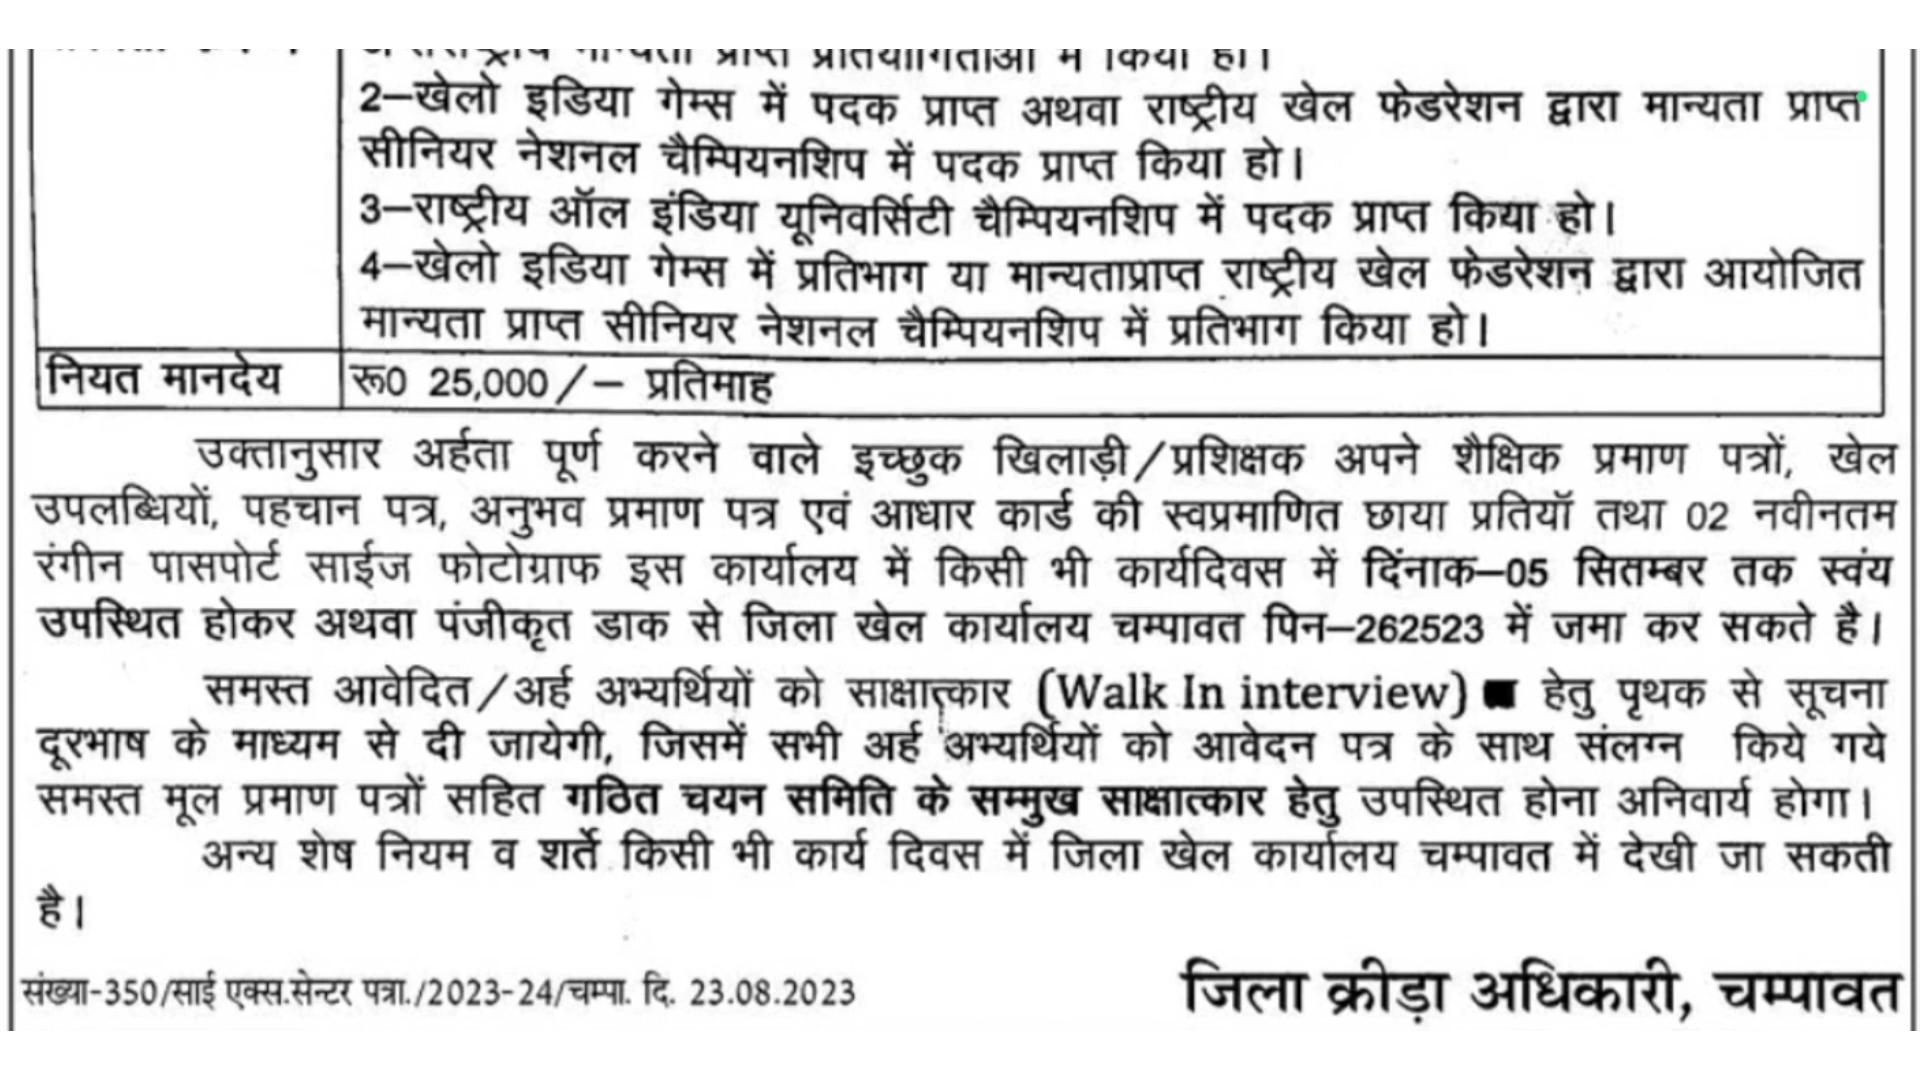 मान्यता प्राप्त प्रतियोगिताओं में किया हो।
2–खेलो इंडिया गेम्स में पदक प्राप्त अथवा राष्ट्रीय खेल फेडरेशन द्वारा मान्यता प्राप्त
सीनियर नेशनल चैम्पियनशिप में पदक प्राप्त किया हो।
3–राष्ट्रीय ऑल इंडिया यूनिवर्सिटी चैम्पियनशिप में पदक प्राप्त किया हो।
4–खेलो इंडिया गेम्स में प्रतिभाग या मान्यताप्राप्त राष्ट्रीय खेल फेडरेशन द्वारा आयोजित
मान्यता प्राप्त सीनियर नेशनल चैम्पियनशिप में प्रतिभाग किया हो।
नियत मानदेय रू0 25,000/– प्रतिमाह
उक्तानुसार अर्हता पूर्ण करने वाले इच्छुक खिलाड़ी/प्रशिक्षक अपने शैक्षिक प्रमाण पत्रों, खेल
उपलब्धियों, पहचान पत्र, अनुभव प्रमाण पत्र एवं आधार कार्ड की स्वप्रमाणित छाया प्रतियॉ तथा 02 नवीनतम
रंगीन पासपोर्ट साईज फोटोग्राफ इस कार्यालय में किसी भी कार्यदिवस में दिंनाक–05 सितम्बर तक स्वंय
उपस्थित होकर अथवा पंजीकृत डाक से जिला खेल कार्यालय चम्पावत पिन–262523 में जमा कर सकते है।
समस्त आवेदित/अर्ह अभ्यर्थियों को साक्षात्कार (Walk In interview) हेतु पृथक से सूचना
दूरभाष के माध्यम से दी जायेगी, जिसमें सभी अर्ह अभ्यर्थियों को आवेदन पत्र के साथ संलग्न किये गये
समस्त मूल प्रमाण पत्रों सहित गठित चयन समिति के सम्मुख साक्षात्कार हेतु उपस्थित होना अनिवार्य होगा।
अन्य शेष नियम व शर्ते किसी भी कार्य दिवस में जिला खेल कार्यालय चम्पावत में देखी जा सकती
है।
संख्या-350/साई एक्स.सेन्टर पत्रा./2023-24/चम्पा. दि. 23.08.2023
जिला क्रीड़ा अधिकारी, चम्पावत